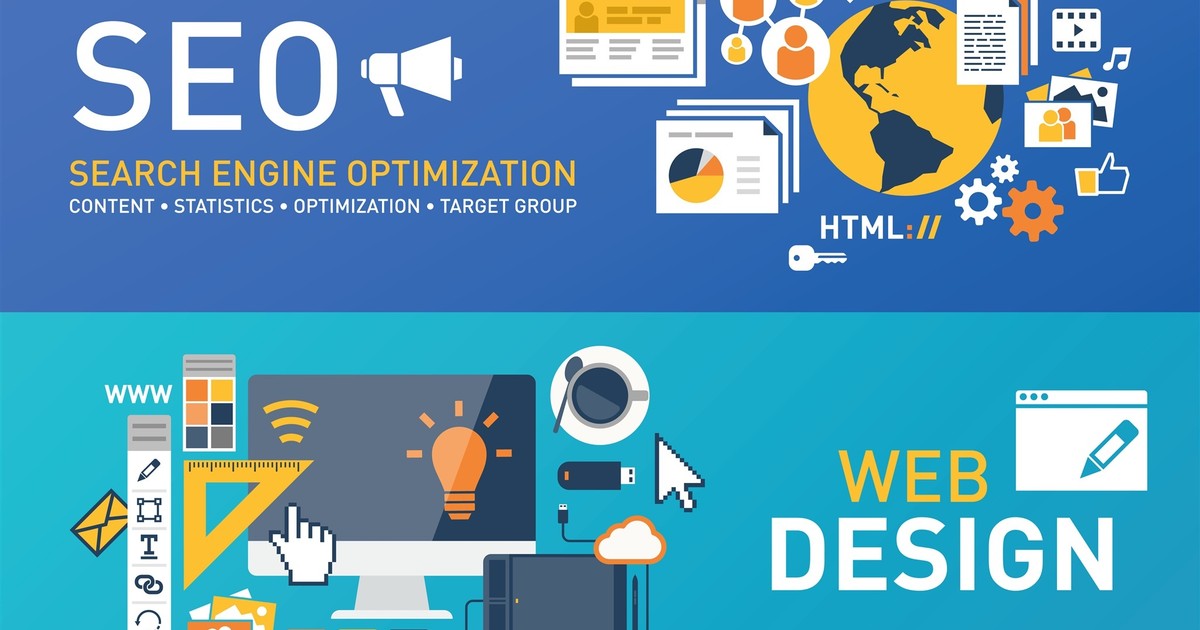 SEO
SEARCH ENGINE OPTIMIZATION
CONTENT • STATISTICS • OPTIMIZATION • TARGET GROUP
HTML://
WWW
T
WEB
DESIGN